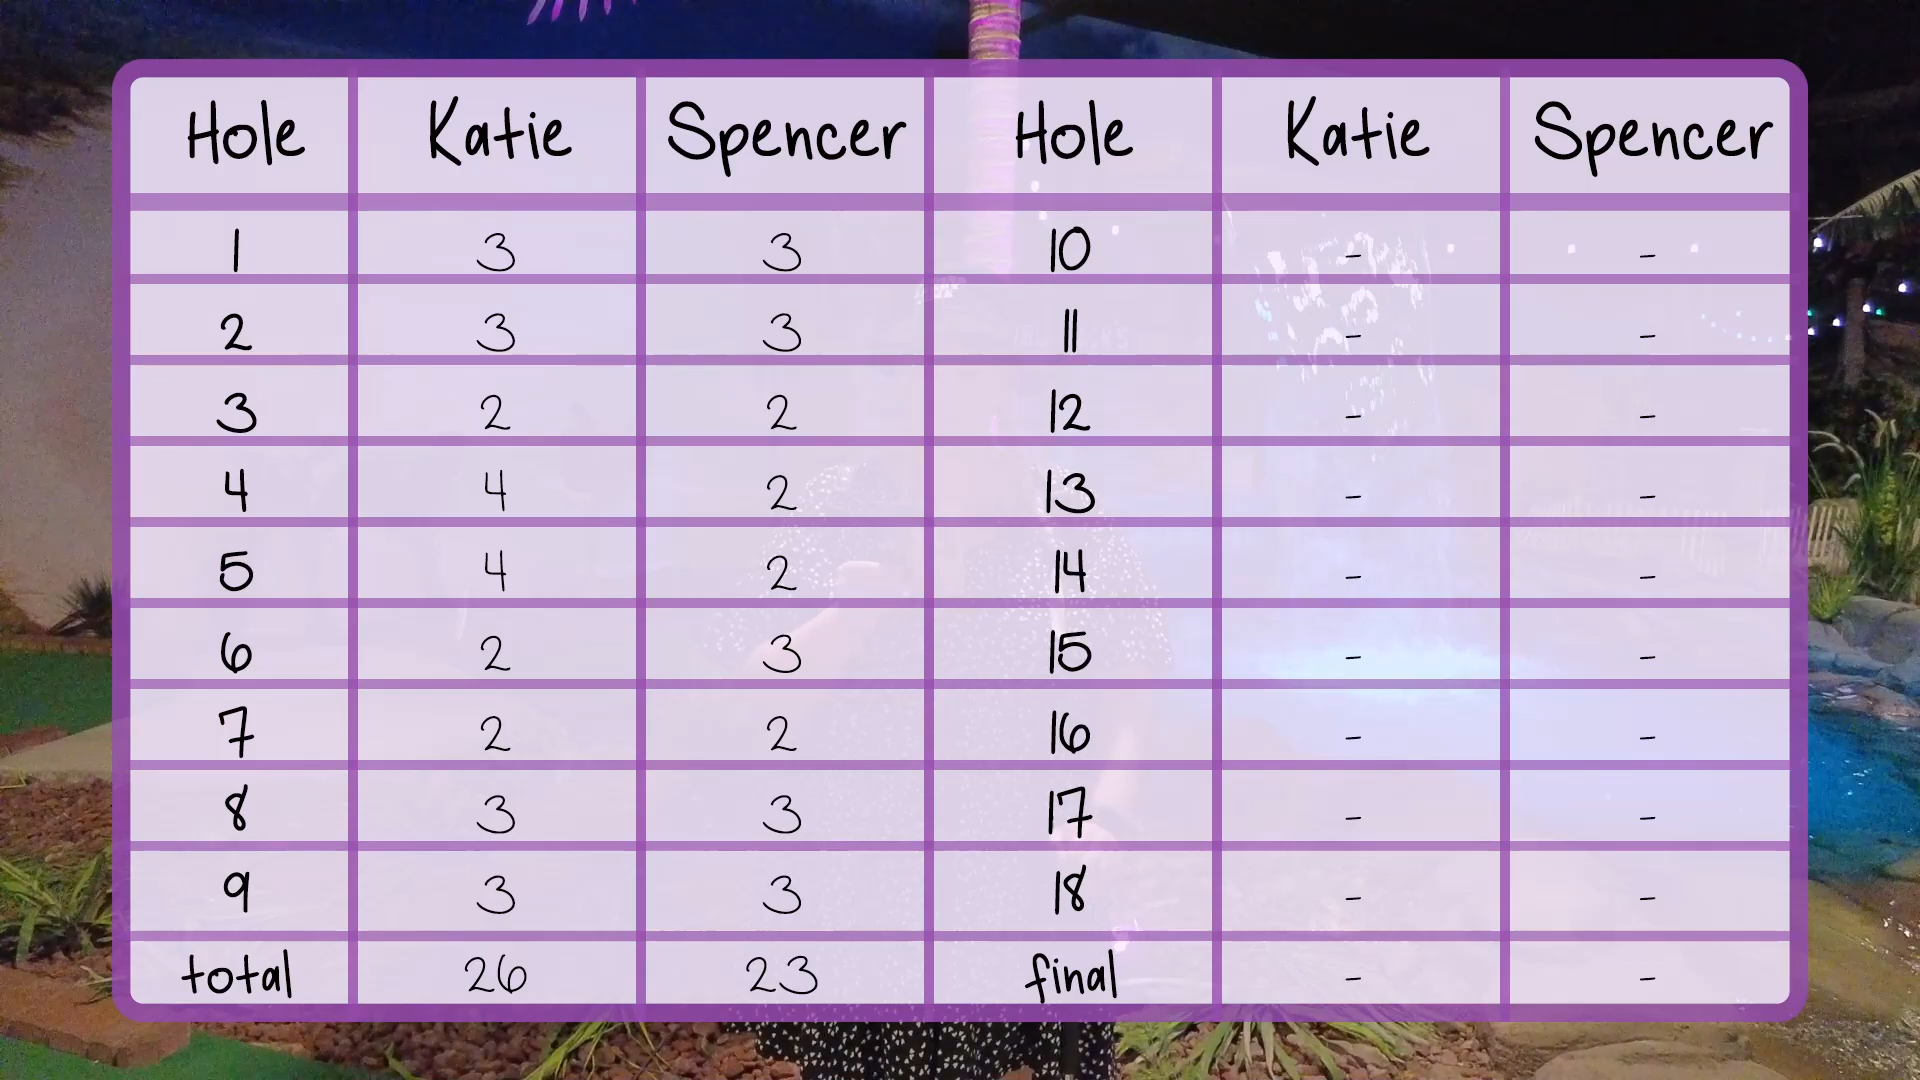 Hole Katie Spencer Hole Katie Spencer
1 3 3 10 - -
2 3 3 11 - -
3 2 2 12 - -
4 4 2 13 - -
5 4 2 14 - -
6 2 3 15 - -
7 2 2 16 - -
8 3 3 17 - -
9 3 3 18 - -
total 26 23 final - -